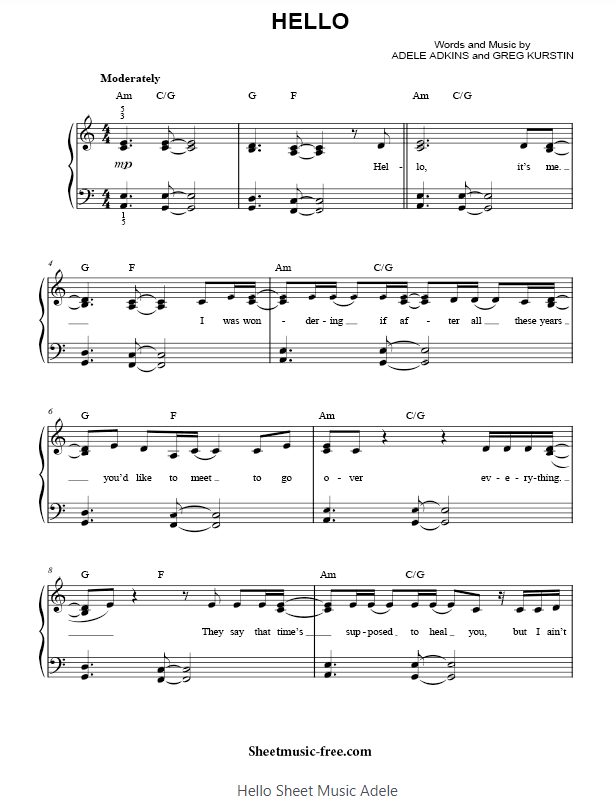 HELLO
Words and Music by
ADELE ADKINS and GREG KURSTIN
Moderately
Am C/G G F Am C/G
5
3
mp
Hel - lo, it's me.
1
5
4
G F Am C/G
I was won - der - ing if af - ter all these years
6
G F Am C/G
you'd like to meet to go o - ver ev - e - ry - thing.
8
G F Am C/G
They say that time's sup - posed to heal you, but I ain't
Sheetmusic-free.com
Hello Sheet Music Adele